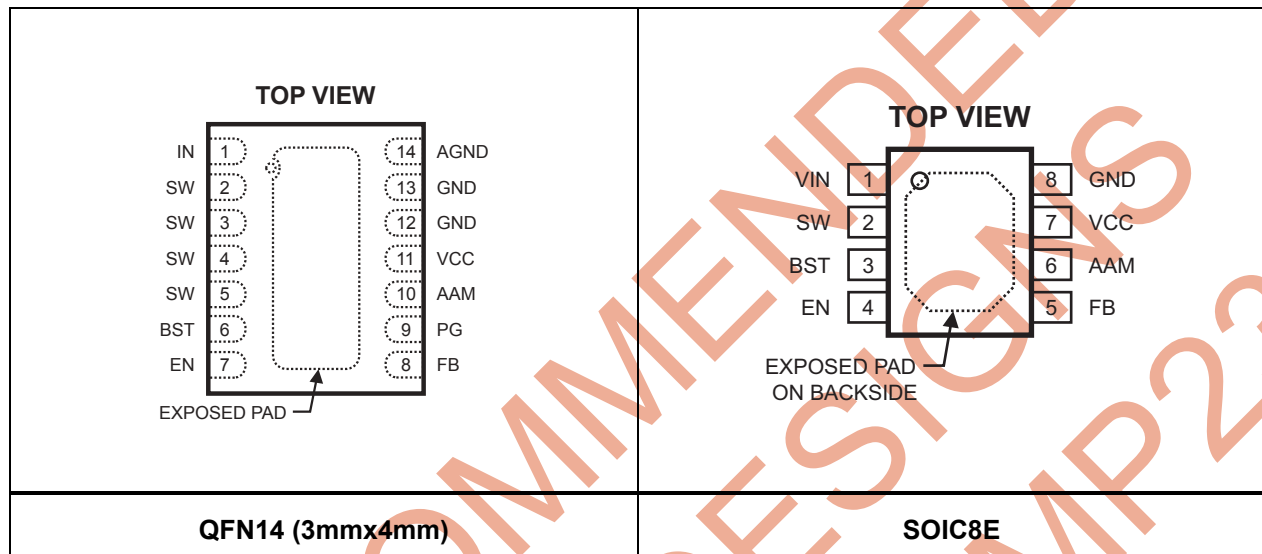 TOP VIEW
IN 1 14 AGND
SW 2 13 GND
SW 3 12 GND
SW 4 11 VCC
SW 5 10 AAM
BST 6 9 PG
EN 7 8 FB
EXPOSED PAD
QFN14 (3mmx4mm)
TOP VIEW
VIN 1 8 GND
SW 2 7 VCC
BST 3 6 AAM
EN 4 5 FB
EXPOSED PAD
ON BACKSIDE
SOIC8E
OMMENDED
ESIGNS
MP23